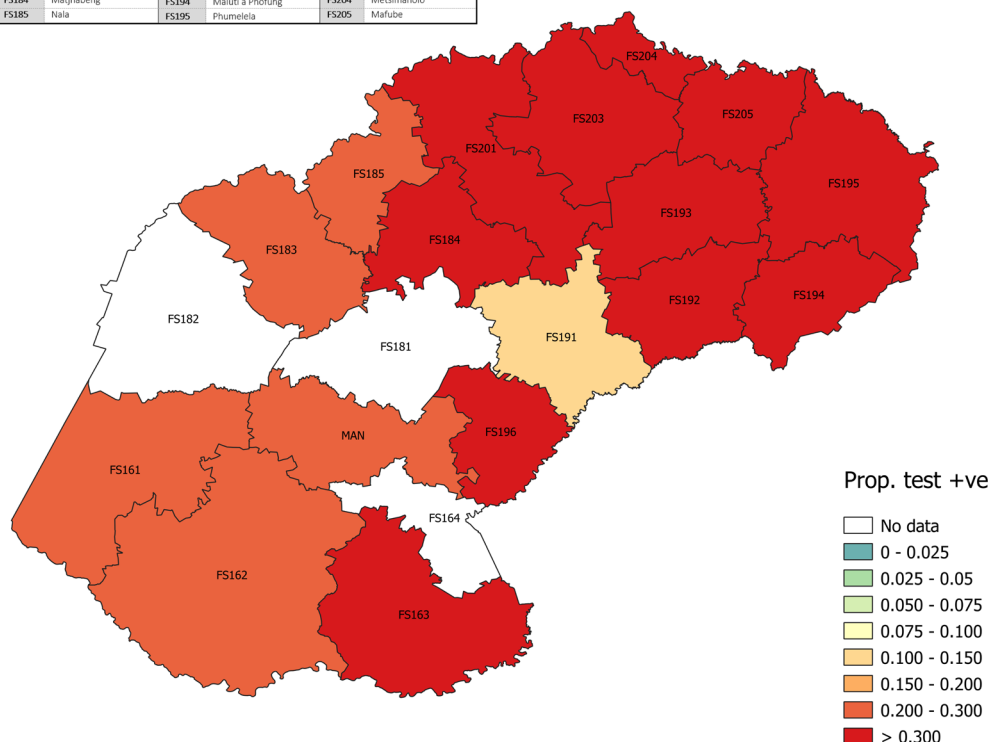 FS184 Matjhabeng FS194 Maluti a Phofung FS204 Metsimaholo
FS185 Nala FS195 Phumelela FS205 Mafube
FS204
FS203
FS205
FS201
FS185
FS195
FS193
FS184
FS183
FS194
FS192
FS182
FS191
FS181
FS196
MAN
FS161
FS164
FS162
FS163
Prop. test +ve
No data
0 - 0.025
0.025 - 0.05
0.050 - 0.075
0.075 - 0.100
0.100 - 0.150
0.150 - 0.200
0.200 - 0.300
> 0.300